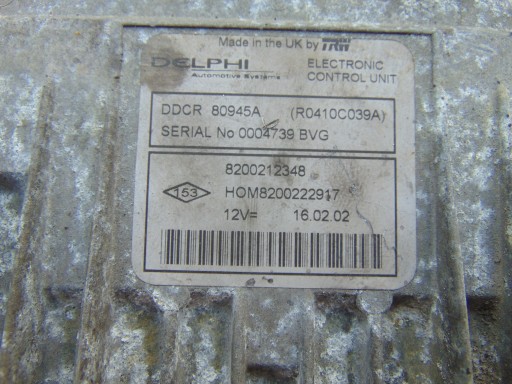 Made in the UK by TRW
DELPHI
Automotive Systems
ELECTRONIC
CONTROL UNIT
DDCR 80945A (R0410C039A)
SERIAL No 0004739 BVG
8200212348
153 HOM8200222917
12V= 16.02.02